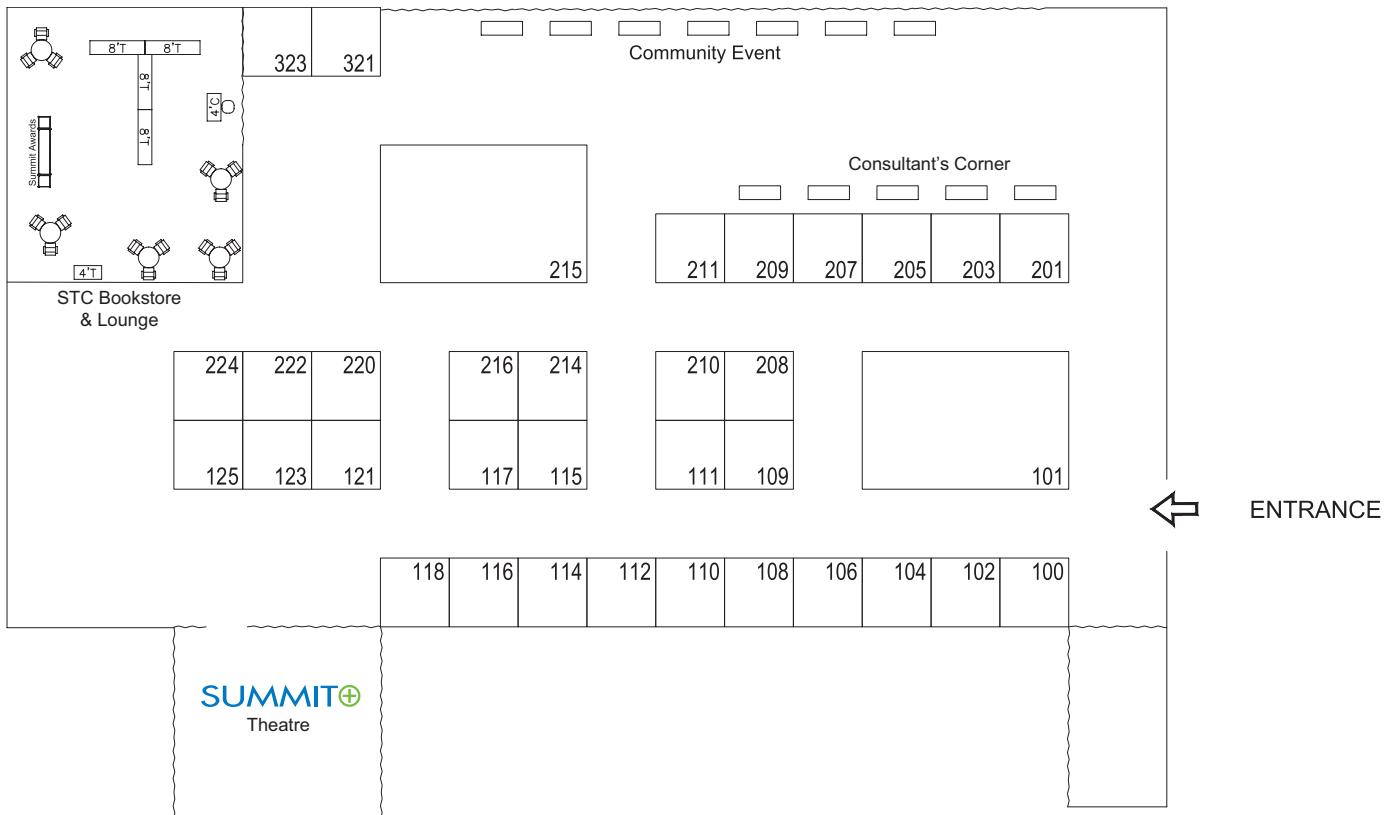 8'T 8'T
323 321
Community Event
8'T
4'C
8'T
Summit Awards
Consultant's Corner
4'T
215
211 209 207 205 203 201
STC Bookstore
& Lounge
224 222 220 216 214 210 208
125 123 121 117 115 111 109 101
ENTRANCE
118 116 114 112 110 108 106 104 102 100
SUMMIT
Theatre